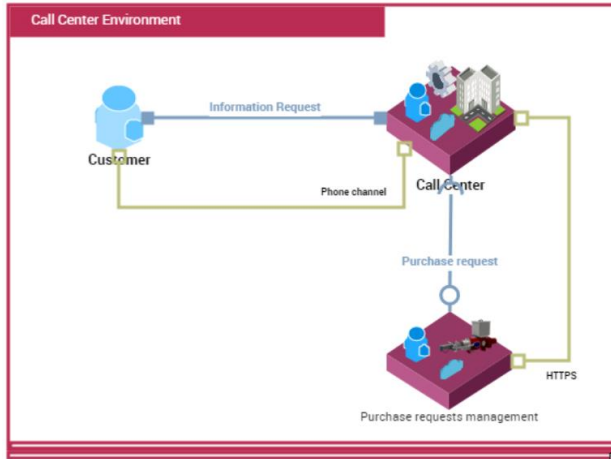 Call Center Environment
Information Request
Customer
Phone channel
Call Center
Purchase request
HTTPS
Purchase requests management